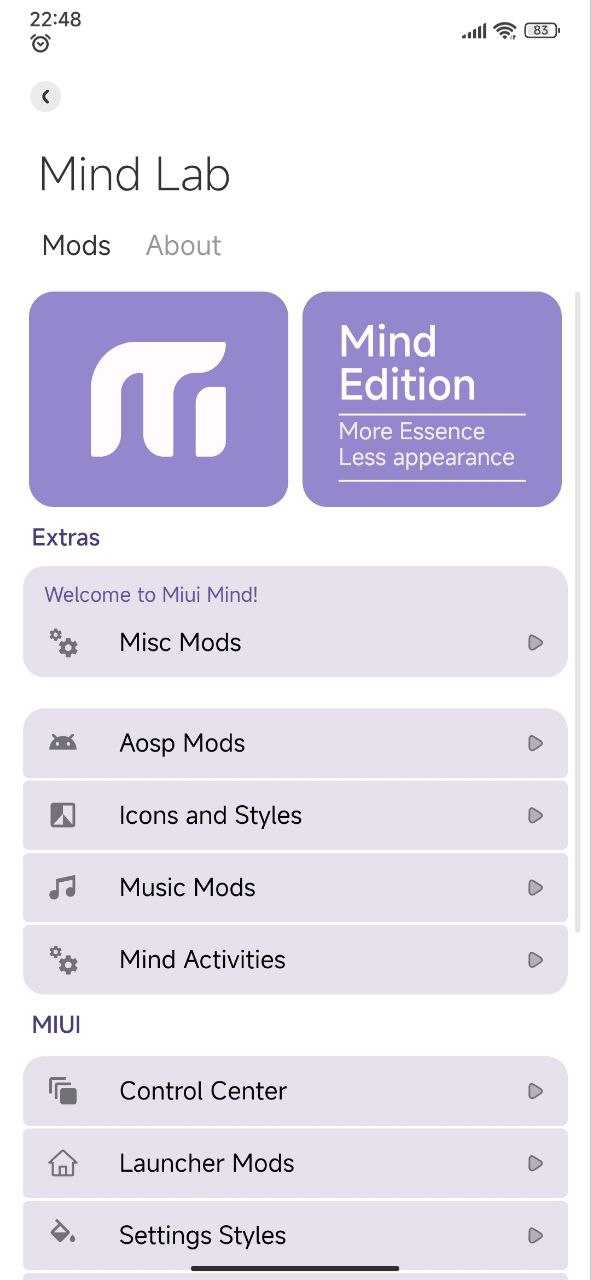 22:48
83
Mind Lab
Mods About
Mind
Edition
More Essence
Less appearance
Extras
Welcome to Miui Mind!
Misc Mods
Aosp Mods
Icons and Styles
Music Mods
Mind Activities
MIUI
Control Center
Launcher Mods
Settings Styles